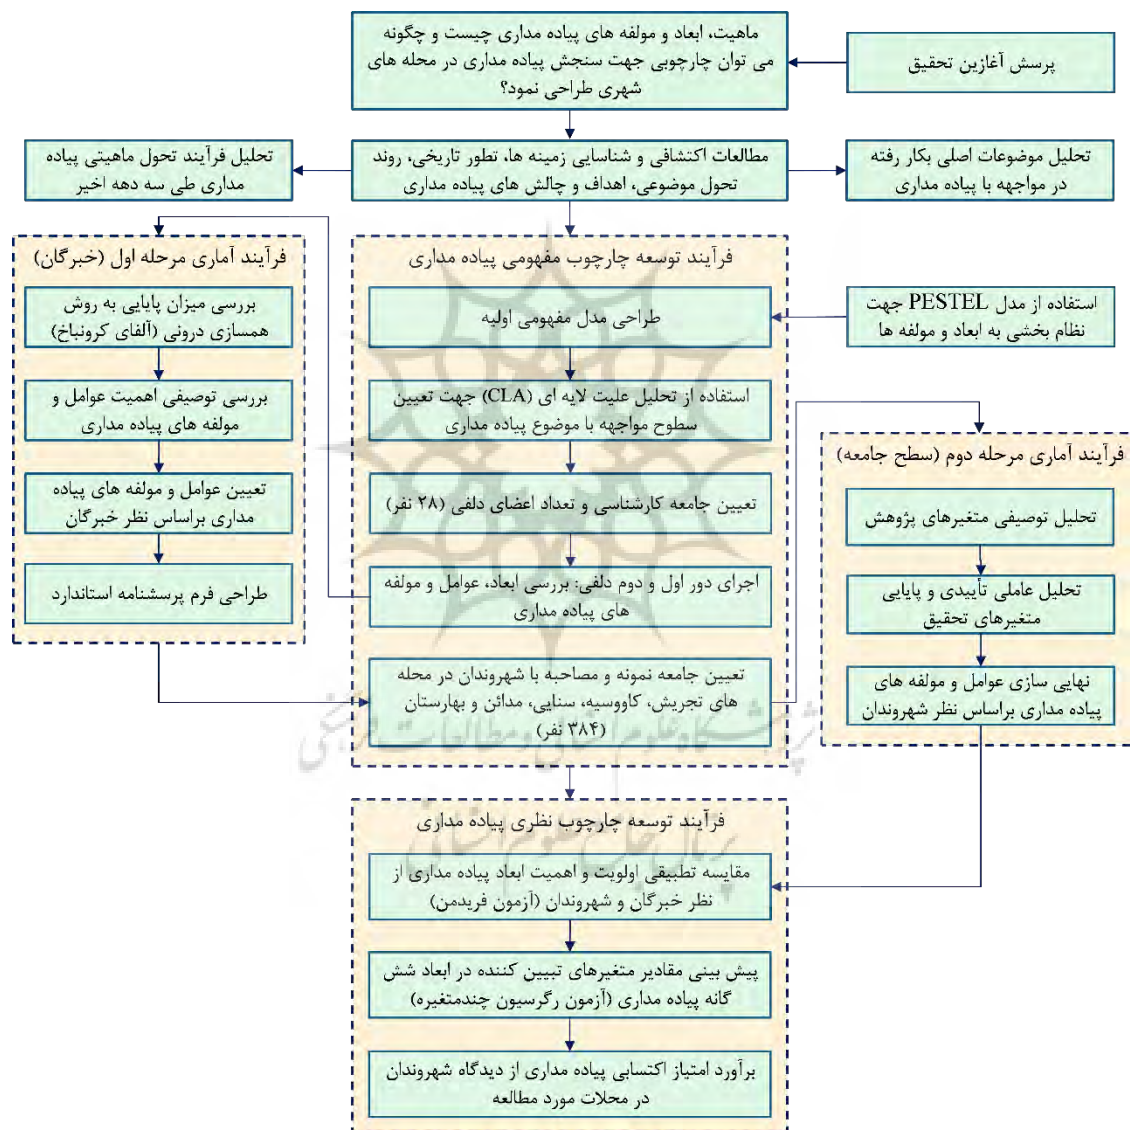 ماهیت، ابعاد و مولفه های پیاده مداری چیست و چگونه
می توان چارچوبی جهت سنجش پیاده مداری در محله های
شهری طراحی نمود؟
پرسش آغازین تحقیق
تحلیل موضوعات اصلی بکار رفته
در مواجهه با پیاده مداری
مطالعات اکتشافی و شناسایی زمینه ها، تطور تاریخی، روند
تحول موضوعی، اهداف و چالش های پیاده مداری
تحلیل فرآیند تحول ماهیتی پیاده
مداری طی سه دهه اخیر
فرآیند توسعه چارچوب مفهومی پیاده مداری
استفاده از مدل PESTEL جهت
نظام بخشی به ابعاد و مولفه ها
طراحی مدل مفهومی اولیه
استفاده از تحلیل علیت لایه ای (CLA) جهت تعیین
سطوح مواجهه با موضوع پیاده مداری
تعیین جامعه کارشناسی و تعداد اعضای دلفی (۲۸ نفر)
اجرای دور اول و دوم دلفی: بررسی ابعاد، عوامل و مولفه
های پیاده مداری
تعیین جامعه نمونه و مصاحبه با شهروندان در محله
های تجریش، کاووسیه، سنایی، مدائن و بهارستان
(۳۸۴ نفر)
فرآیند آماری مرحله اول (خبرگان)
بررسی میزان پایایی به روش
همسازی درونی (آلفای کرونباخ)
بررسی توصیفی اهمیت عوامل و
مولفه های پیاده مداری
تعیین عوامل و مولفه های پیاده
مداری براساس نظر خبرگان
طراحی فرم پرسشنامه استاندارد
فرآیند آماری مرحله دوم (سطح جامعه)
تحلیل توصیفی متغیرهای پژوهش
تحلیل عاملی تأییدی و پایایی
متغیرهای تحقیق
نهایی سازی عوامل و مولفه های
پیاده مداری براساس نظر شهروندان
پژوهشگاه علوم انسانی و مطالعات فرهنگی
پرتال جامع علوم انسانی
فرآیند توسعه چارچوب نظری پیاده مداری
مقایسه تطبیقی اولویت و اهمیت ابعاد پیاده مداری از
نظر خبرگان و شهروندان (آزمون فریدمن)
پیش بینی مقادیر متغیرهای تبیین کننده در ابعاد شش
گانه پیاده مداری (آزمون رگرسیون چندمتغیره)
برآورد امتیاز اکتسابی پیاده مداری از دیدگاه شهروندان
در محلات مورد مطالعه